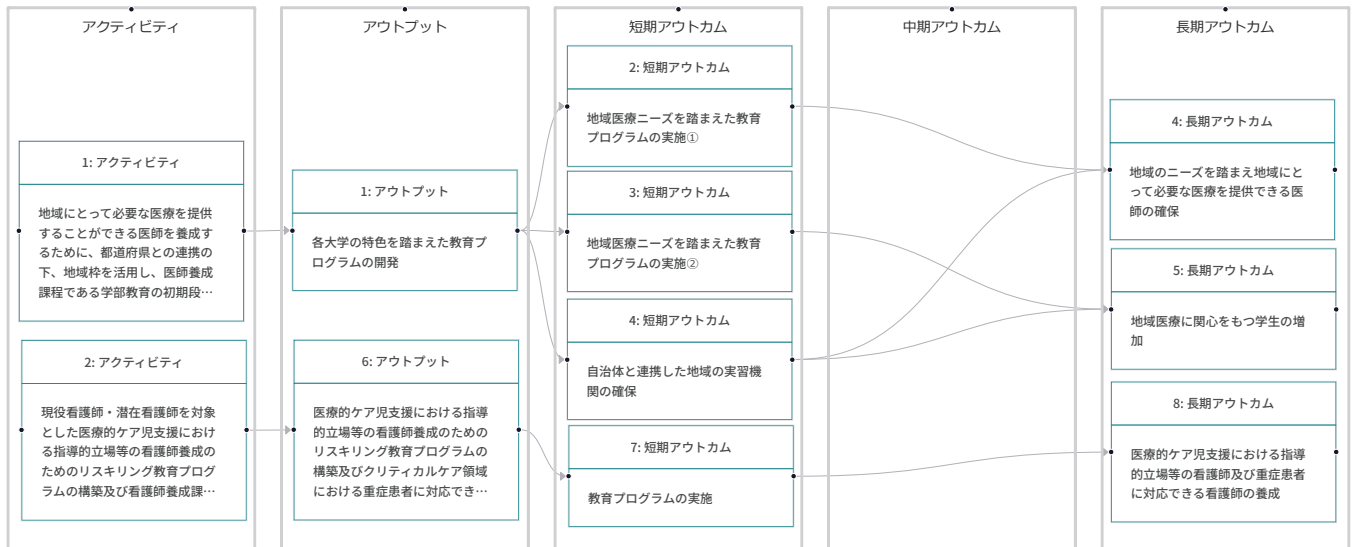 アクティビティ
1: アクティビティ
地域にとって必要な医療を提供
することができる医師を養成す
るために、都道府県との連携の
下、地域枠を活用し、医師養成
課程である学部教育の初期段…
2: アクティビティ
現役看護師・潜在看護師を対象
とした医療的ケア児支援におけ
る指導的立場等の看護師養成の
ためのリスキリング教育プログ
ラムの構築及び看護師養成課…
アウトプット
1: アウトプット
各大学の特色を踏まえた教育プ
ログラムの開発
6: アウトプット
医療的ケア児支援における指導
的立場等の看護師養成のための
リスキリング教育プログラムの
構築及びクリティカルケア領域
における重症患者に対応でき…
短期アウトカム
2: 短期アウトカム
地域医療ニーズを踏まえた教育
プログラムの実施①
3: 短期アウトカム
地域医療ニーズを踏まえた教育
プログラムの実施②
4: 短期アウトカム
自治体と連携した地域の実習機
関の確保
7: 短期アウトカム
教育プログラムの実施
中期アウトカム
長期アウトカム
4: 長期アウトカム
地域のニーズを踏まえ地域にと
って必要な医療を提供できる医
師の確保
5: 長期アウトカム
地域医療に関心をもつ学生の増
加
8: 長期アウトカム
医療的ケア児支援における指導
的立場等の看護師及び重症患者
に対応できる看護師の養成